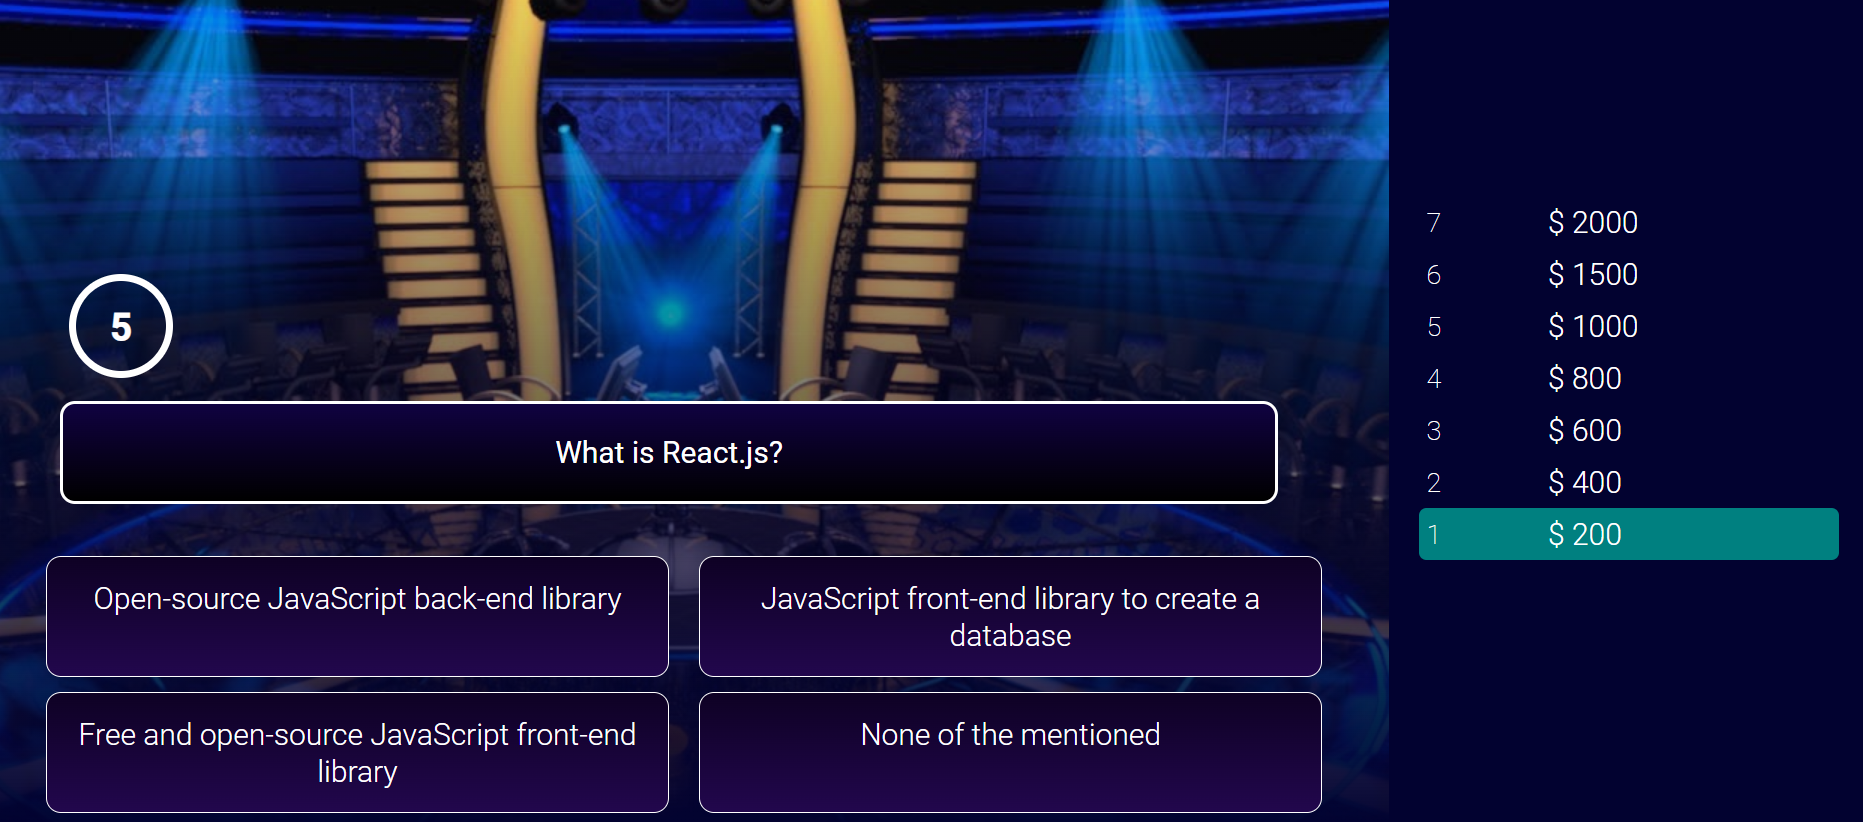 5
What is React.js?
Open-source JavaScript back-end library
JavaScript front-end library to create a
database
Free and open-source JavaScript front-end
library
None of the mentioned
7 $ 2000
6 $ 1500
5 $ 1000
4 $ 800
3 $ 600
2 $ 400
1 $ 200